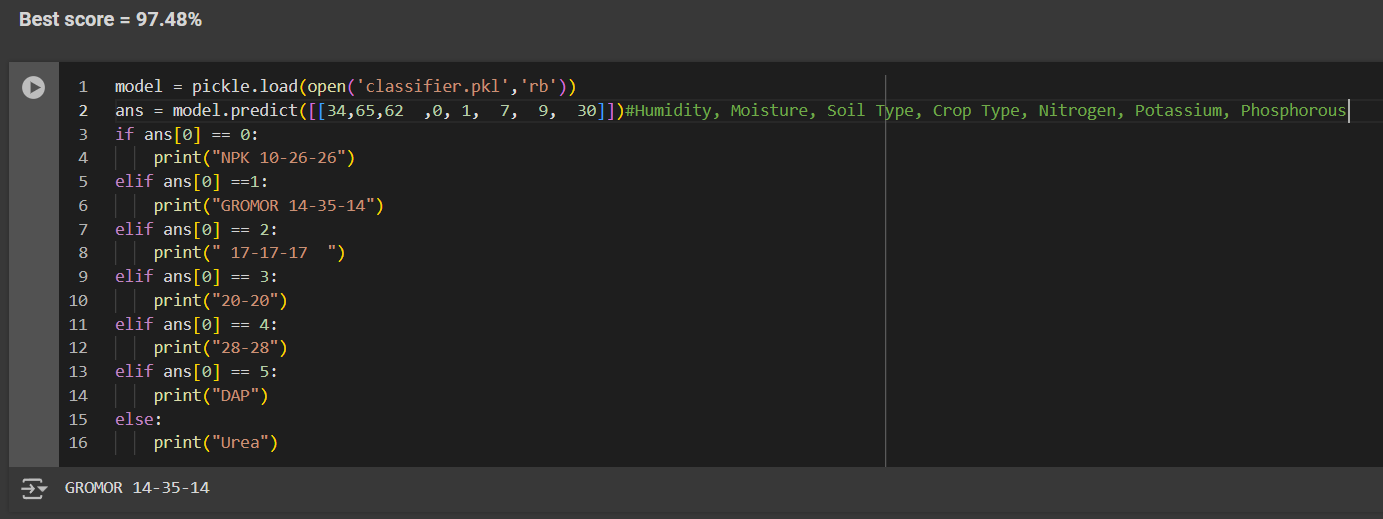 Best score = 97.48%
1 model = pickle.load(open('classifier.pkl','rb'))
2 ans = model.predict([[34,65,62  ,0, 1,  7,  9,  30]])#Humidity, Moisture, Soil Type, Crop Type, Nitrogen, Potassium, Phosphorous
3 if ans[0] == 0:
4     print("NPK 10-26-26")
5 elif ans[0] ==1:
6     print("GROMOR 14-35-14")
7 elif ans[0] == 2:
8     print(" 17-17-17  ")
9 elif ans[0] == 3:
10     print("20-20")
11 elif ans[0] == 4:
12     print("28-28")
13 elif ans[0] == 5:
14     print("DAP")
15 else:
16     print("Urea")
GROMOR 14-35-14